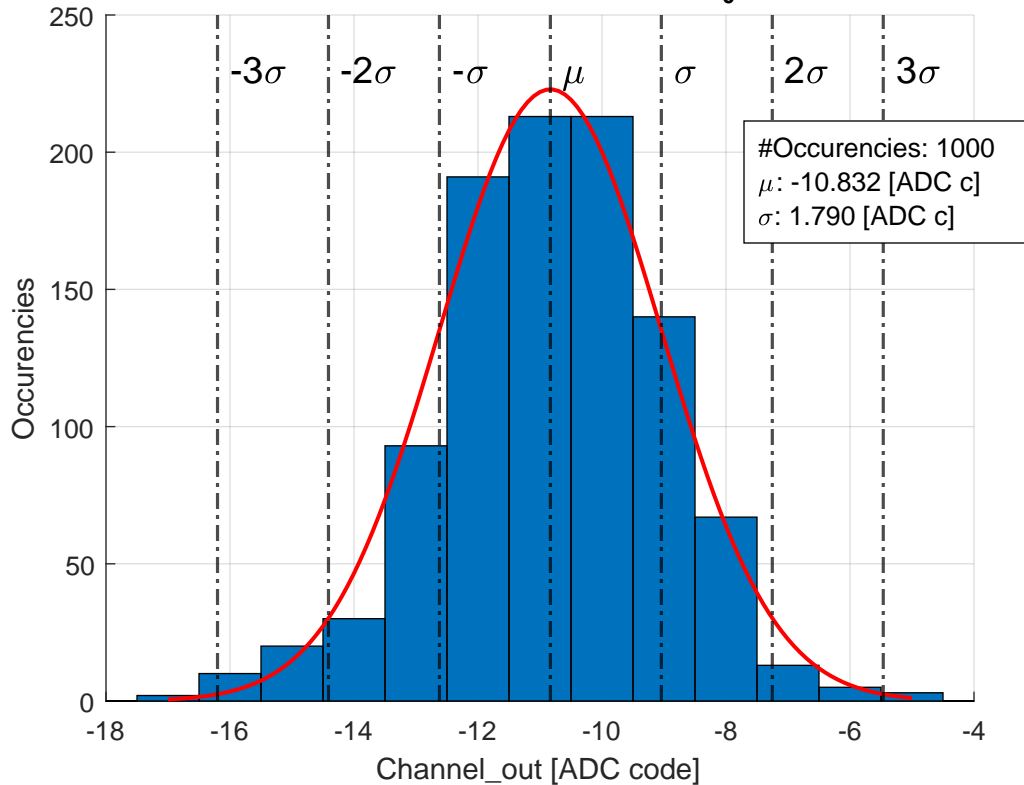 250
200
150
100
50
0
-3σ -2σ -σ μ σ 2σ 3σ
#Occurencies: 1000
μ: -10.832 [ADC c]
σ: 1.790 [ADC c]
Occurencies
-18 -16 -14 -12 -10 -8 -6 -4
Channel_out [ADC code]